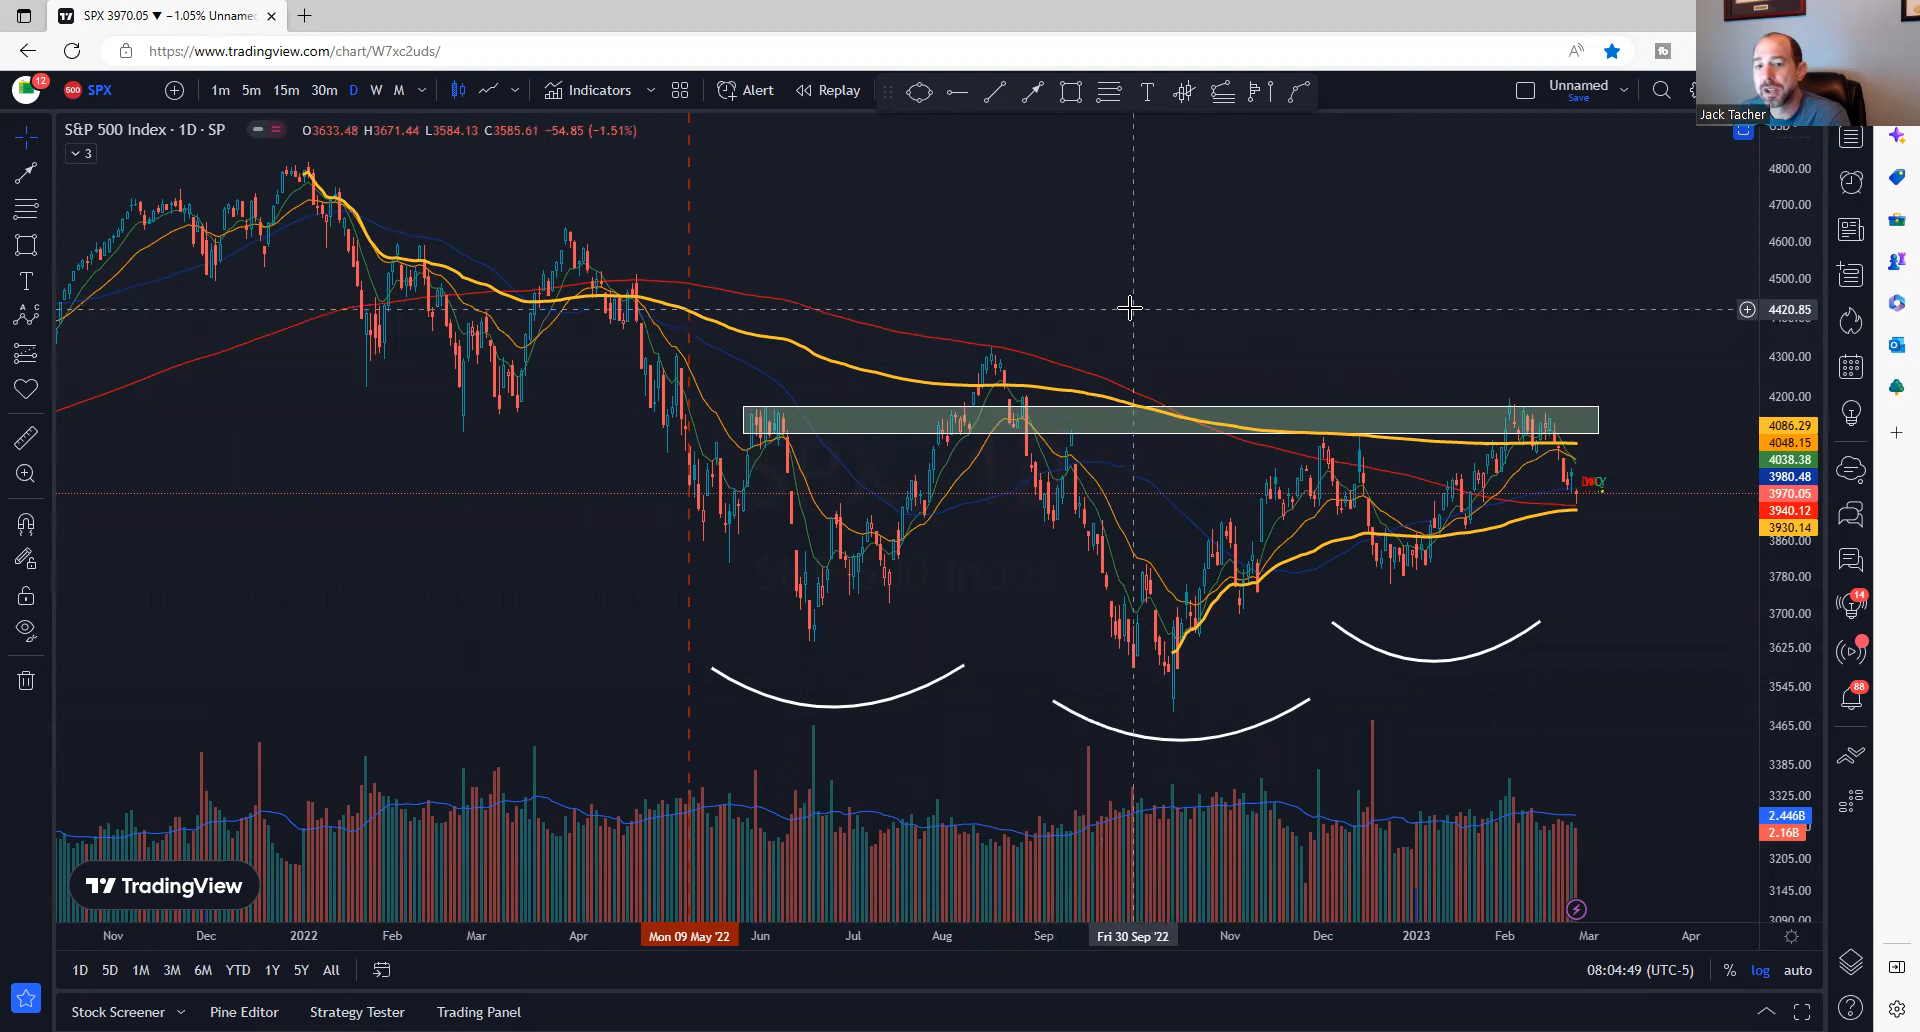 SPX 3970.05 ▼ −1.05% Unname
https://www.tradingview.com/chart/W7xc2uds/
12
500 SPX
1m 5m 15m 30m D W M
Indicators
Alert
Replay
Unnamed
Save
Jack Tacher
S&P 500 Index · 1D · SP
O3633.48 H3671.44 L3584.13 C3585.61 −54.85 (−1.51%)
3
USD
4800.00
4700.00
4600.00
4500.00
4420.85
4300.00
4200.00
4086.29
4048.15
4038.38
3980.48
3970.05
3940.12
3930.14
3860.00
3780.00
3700.00
3625.00
3545.00
3465.00
3385.00
3325.00
2.446B
2.16B
3205.00
3145.00
3090.00
14
88
TradingView
Nov Dec 2022 Feb Mar Apr Mon 09 May '22 Jun Jul Aug Sep Fri 30 Sep '22 Nov Dec 2023 Feb Mar Apr
1D 5D 1M 3M 6M YTD 1Y 5Y All
08:04:49 (UTC-5) % log auto
Stock Screener Pine Editor Strategy Tester Trading Panel